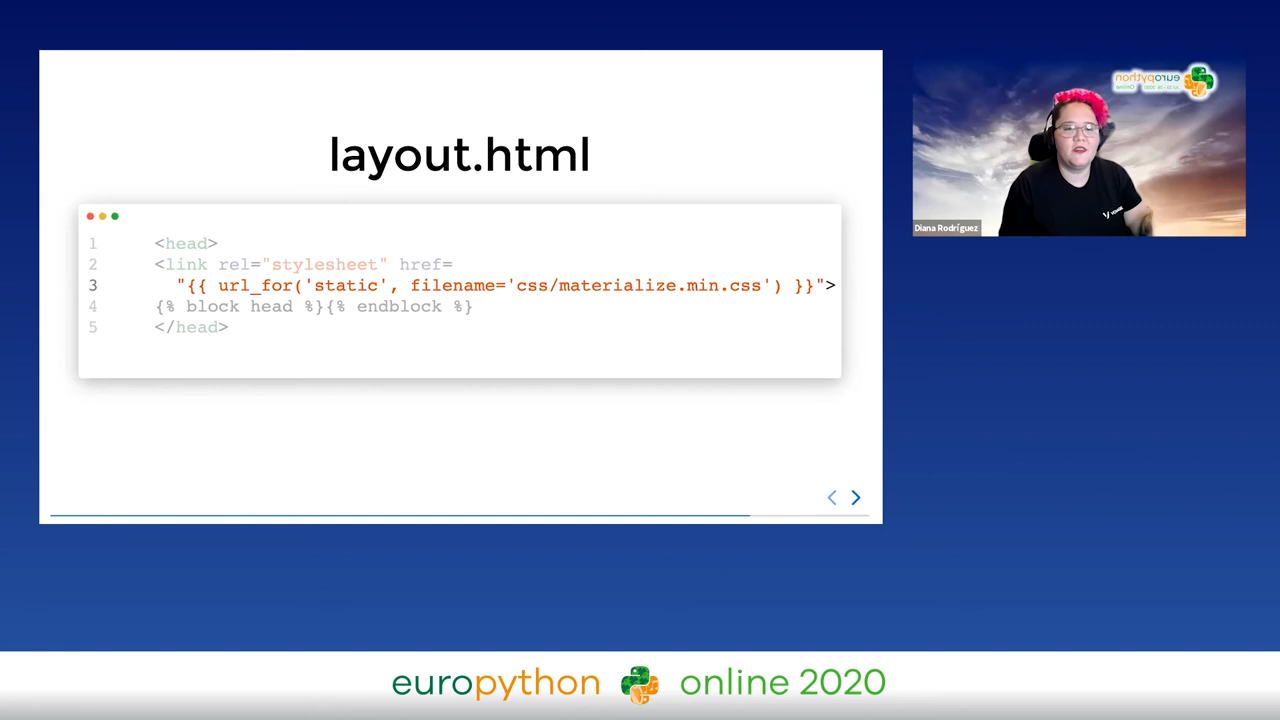 layout.html
1 <head>
2 <link rel="stylesheet" href=
3 "{{ url_for('static', filename='css/materialize.min.css') }}">
4 {% block head %}{% endblock %}
5 </head>
europython
Diana Rodríguez
europython online 2020